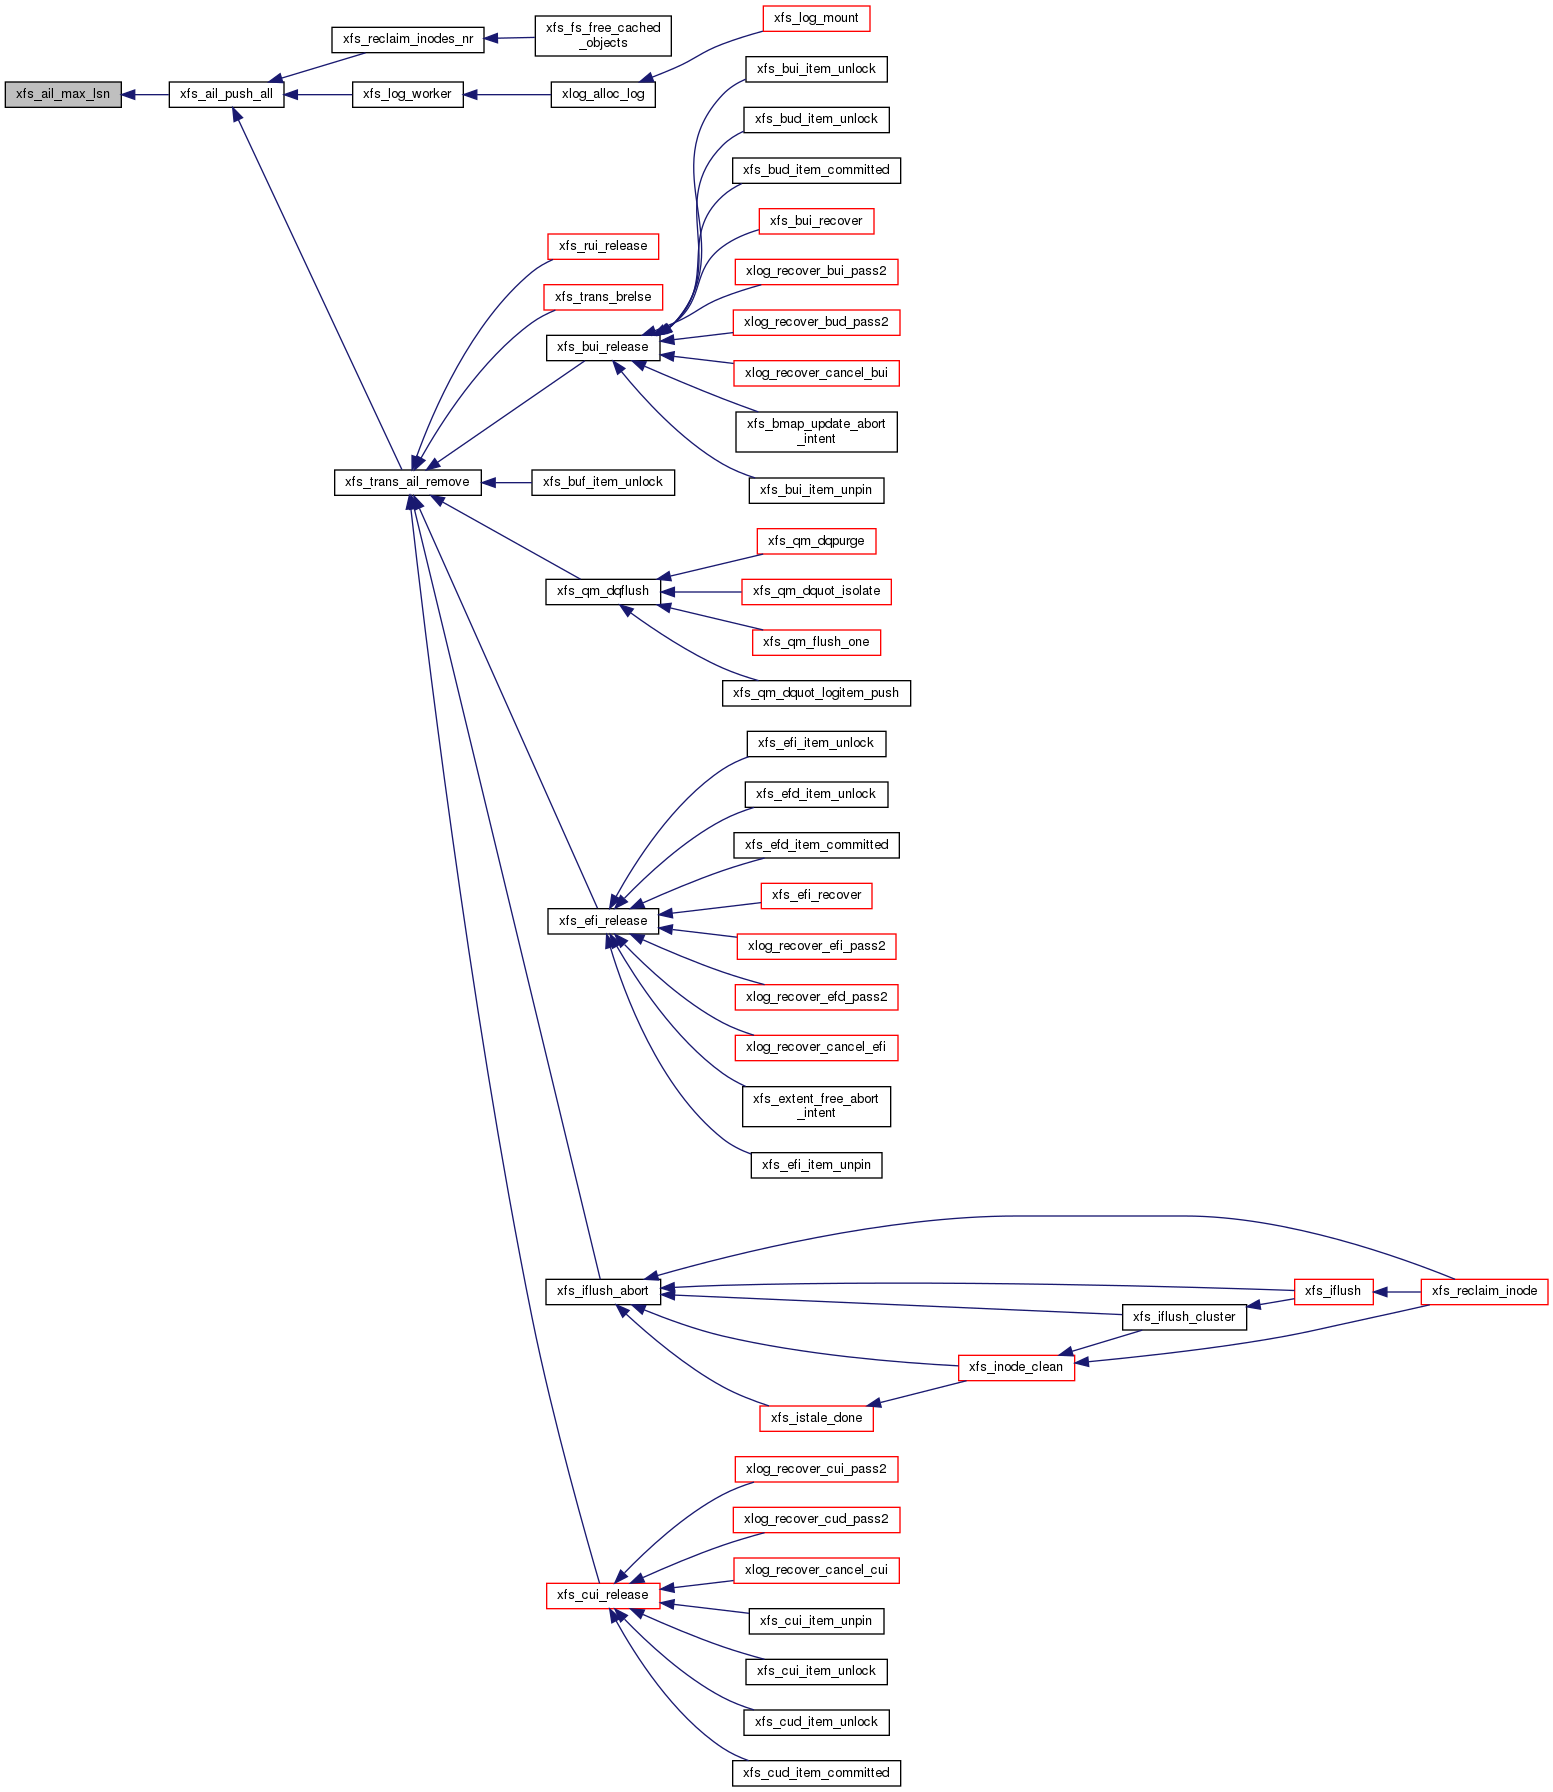 xfs_log_mount
xfs_fs_free_cached
_objects
xfs_reclaim_inodes_nr
xfs_bui_item_unlock
xfs_ail_max_lsn
xfs_ail_push_all
xfs_log_worker
xlog_alloc_log
xfs_bud_item_unlock
xfs_bud_item_committed
xfs_bui_recover
xfs_rui_release
xlog_recover_bui_pass2
xfs_trans_brelse
xlog_recover_bud_pass2
xfs_bui_release
xlog_recover_cancel_bui
xfs_bmap_update_abort
_intent
xfs_trans_ail_remove
xfs_buf_item_unlock
xfs_bui_item_unpin
xfs_qm_dqpurge
xfs_qm_dqflush
xfs_qm_dquot_isolate
xfs_qm_flush_one
xfs_qm_dquot_logitem_push
xfs_efi_item_unlock
xfs_efd_item_unlock
xfs_efd_item_committed
xfs_efi_recover
xfs_efi_release
xlog_recover_efi_pass2
xlog_recover_efd_pass2
xlog_recover_cancel_efi
xfs_extent_free_abort
_intent
xfs_efi_item_unpin
xfs_iflush_abort
xfs_iflush
xfs_reclaim_inode
xfs_iflush_cluster
xfs_inode_clean
xfs_istale_done
xlog_recover_cui_pass2
xlog_recover_cud_pass2
xlog_recover_cancel_cui
xfs_cui_release
xfs_cui_item_unpin
xfs_cui_item_unlock
xfs_cud_item_unlock
xfs_cud_item_committed